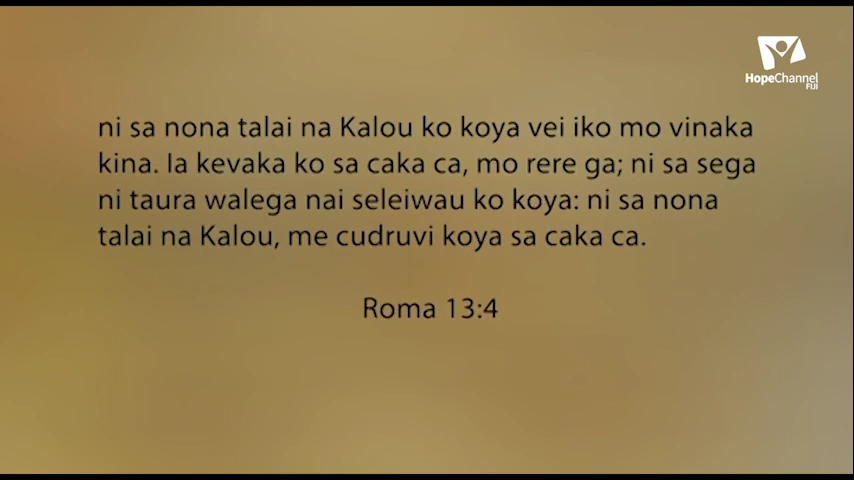 HopeChannel
FIJI
ni sa nona talai na Kalou ko koya vei iko mo vinaka
kina. Ia kevaka ko sa caka ca, mo rere ga; ni sa sega
ni taura walega nai seleiwau ko koya: ni sa nona
talai na Kalou, me cudruvi koya sa caka ca.
Roma 13:4